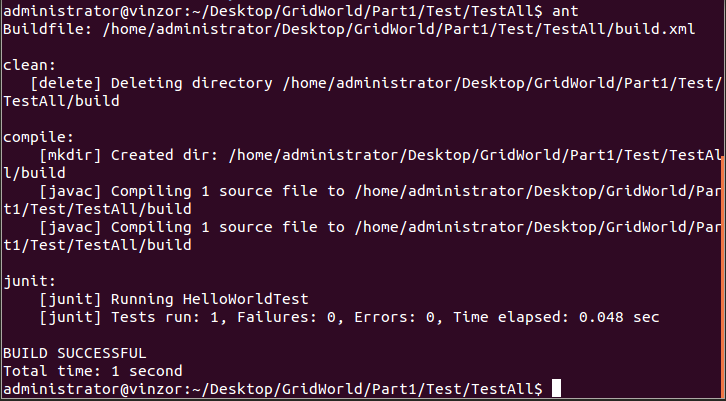 administrator@vinzor:~/Desktop/GridWorld/Part1/Test/TestAll$ ant
Buildfile: /home/administrator/Desktop/GridWorld/Part1/Test/TestAll/build.xml
clean:
[delete] Deleting directory /home/administrator/Desktop/GridWorld/Part1/Test/
TestAll/build
compile:
[mkdir] Created dir: /home/administrator/Desktop/GridWorld/Part1/Test/TestAl
l/build
[javac] Compiling 1 source file to /home/administrator/Desktop/GridWorld/Par
t1/Test/TestAll/build
[javac] Compiling 1 source file to /home/administrator/Desktop/GridWorld/Par
t1/Test/TestAll/build
junit:
[junit] Running HelloWorldTest
[junit] Tests run: 1, Failures: 0, Errors: 0, Time elapsed: 0.048 sec
BUILD SUCCESSFUL
Total time: 1 second
administrator@vinzor:~/Desktop/GridWorld/Part1/Test/TestAll$